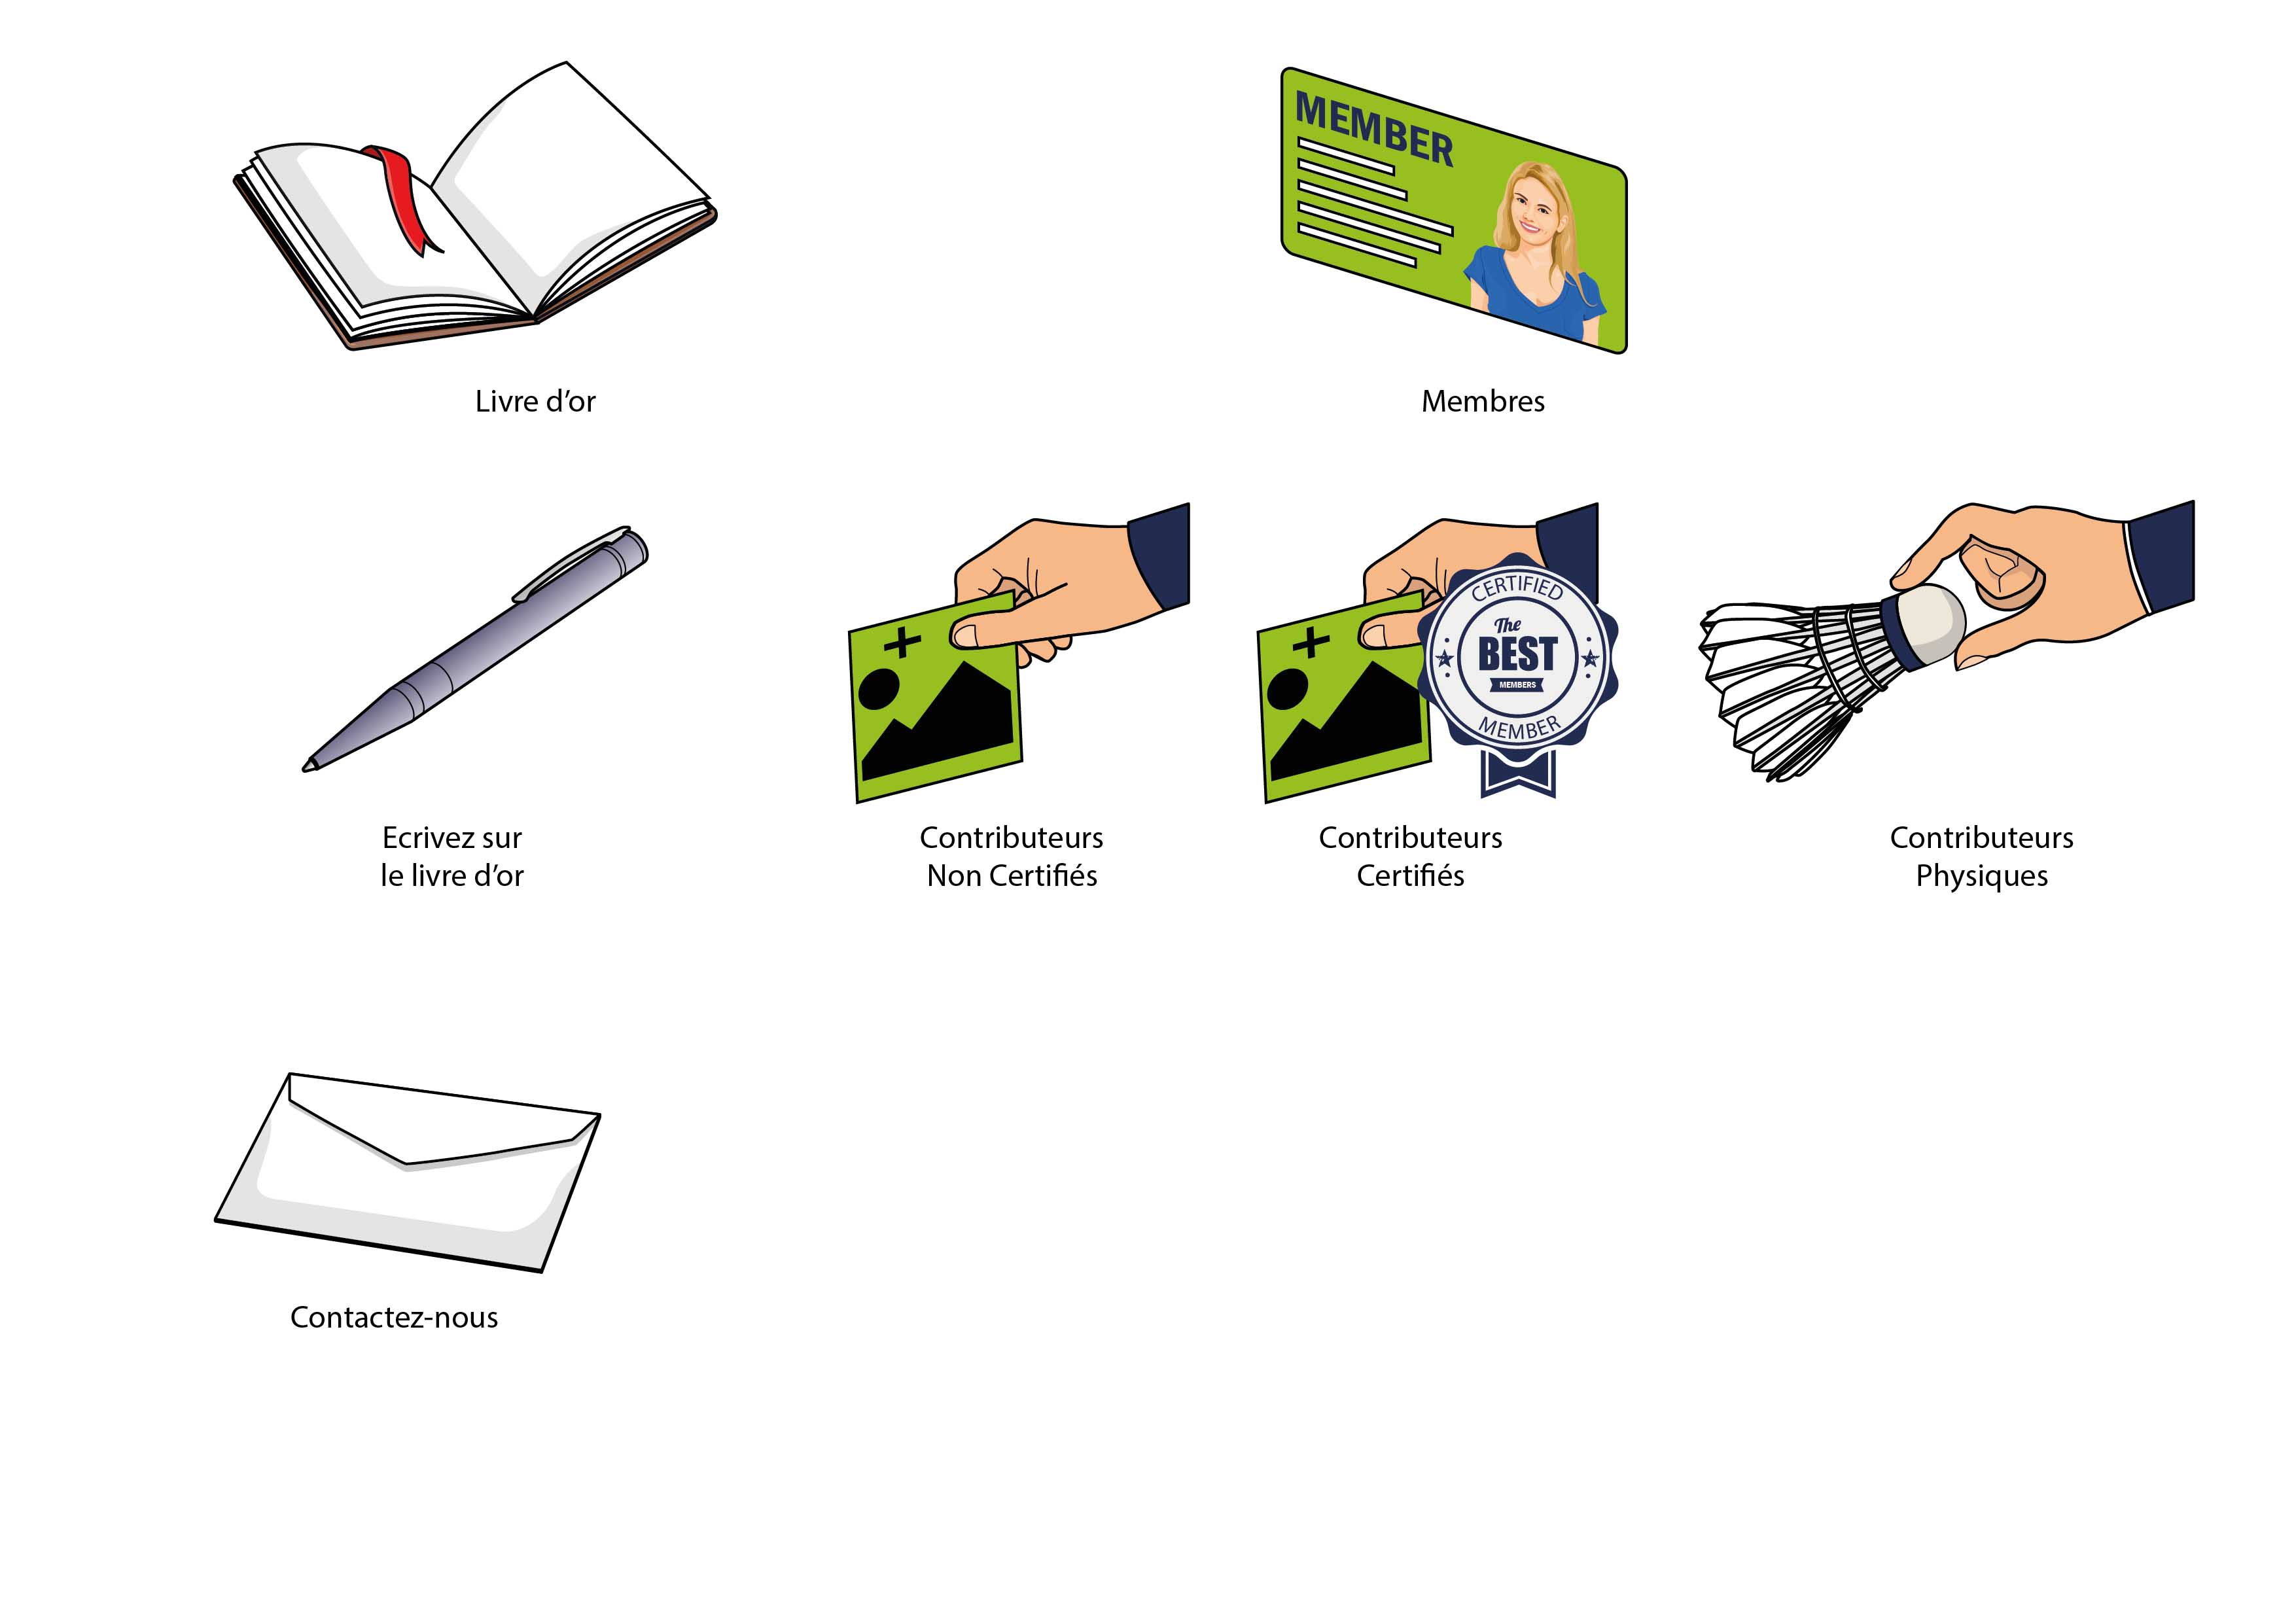 MEMBER
Livre d’or
Membres
CERTIFIED
The
BEST
MEMBERS
MEMBER
Ecrivez sur
le livre d’or
Contributeurs
Non Certifiés
Contributeurs
Certifiés
Contributeurs
Physiques
Contactez-nous